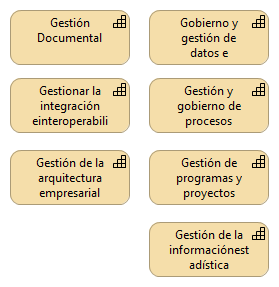 Gestión
Documental
Gobierno y
gestión de
datos e
Gestionar la
integración
einteroperabili
Gestión y
gobierno de
procesos
Gestión de la
arquitectura
empresarial
Gestión de
programas y
proyectos
Gestión de la
informaciónest
adística